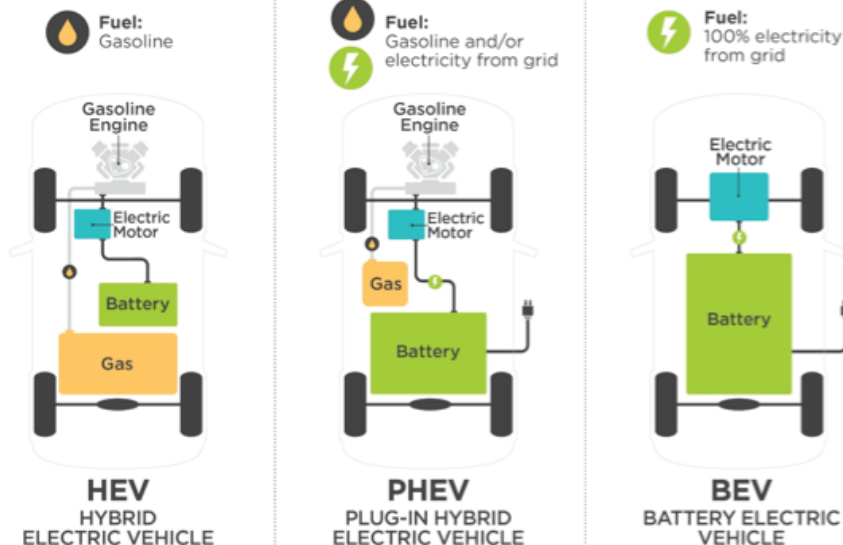 Fuel:
Gasoline
Gasoline
Engine
Electric
Motor
Battery
Gas
HEV
HYBRID
ELECTRIC VEHICLE
Fuel:
Gasoline and/or
electricity from grid
Gasoline
Engine
Electric
Motor
Gas
Battery
PHEV
PLUG-IN HYBRID
ELECTRIC VEHICLE
Fuel:
100% electricity
from grid
Electric
Motor
Battery
BEV
BATTERY ELECTRIC
VEHICLE